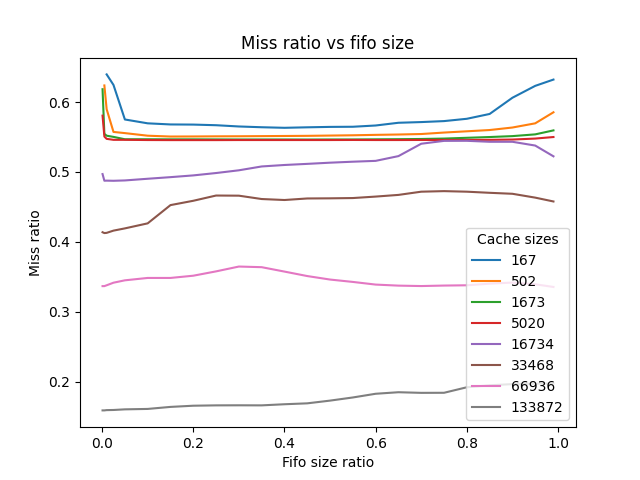 Miss ratio vs fifo size
Miss ratio
0.6
0.5
0.4
0.3
0.2
0.0 0.2 0.4 0.6 0.8 1.0
Fifo size ratio
Cache sizes
167
502
1673
5020
16734
33468
66936
133872